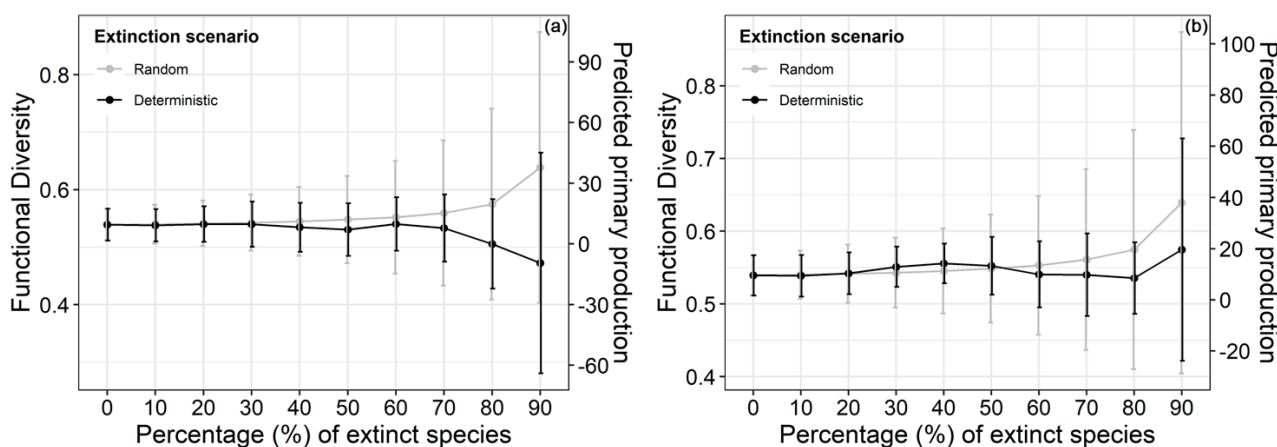 (a)
Extinction scenario
Random
Deterministic
Functional Diversity
0.8
0.6
0.4
90
60
30
0
-30
-60
Predicted primary production
0 10 20 30 40 50 60 70 80 90
Percentage (%) of extinct species
(b)
Extinction scenario
Random
Deterministic
Functional Diversity
0.8
0.7
0.6
0.5
0.4
100
80
60
40
20
0
-20
Predicted primary production
0 10 20 30 40 50 60 70 80 90
Percentage (%) of extinct species